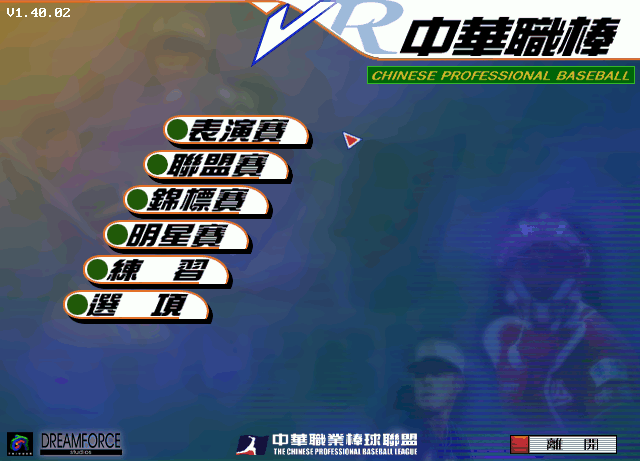 V1.40.02
VR 中華職棒
CHINESE PROFESSIONAL BASEBALL
表演賽
聯盟賽
錦標賽
明星賽
練 習
選 項
DREAMFORCE
studios
中華職業棒球聯盟
THE CHINESE PROFESSIONAL BASEBALL LEAGUE
離 開